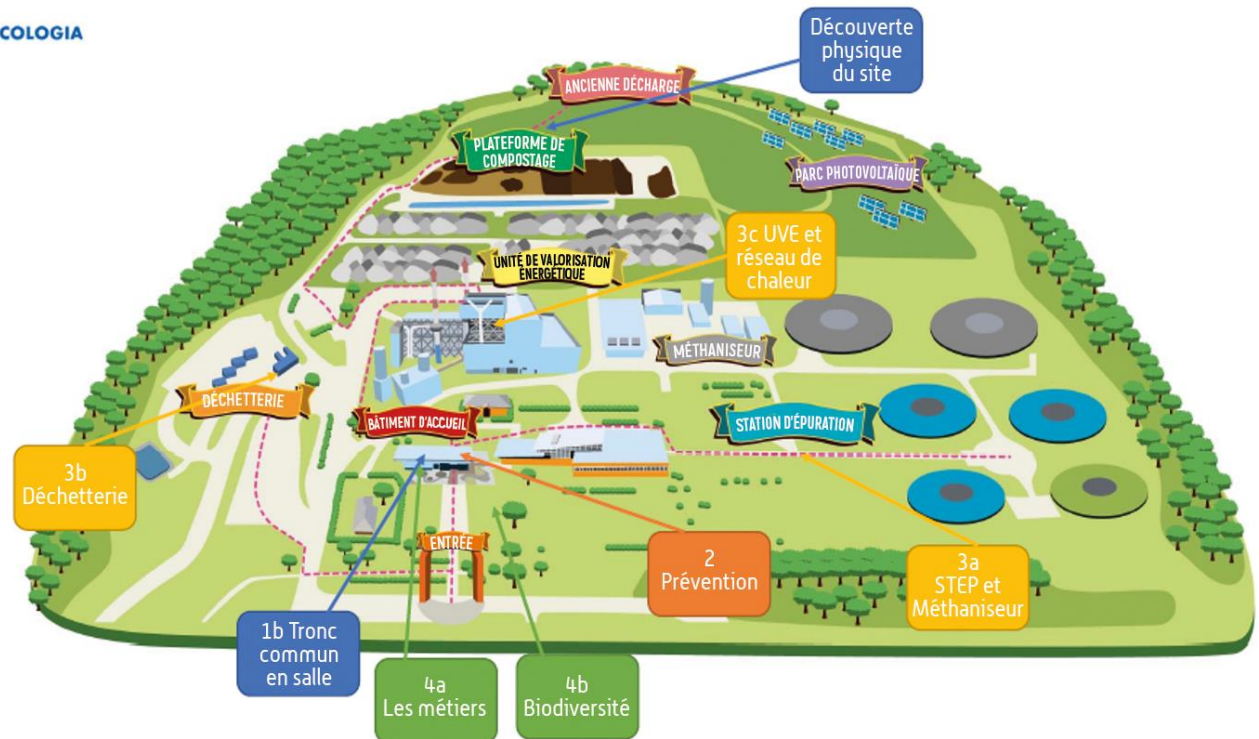 COLOGIA
Découverte
physique
du site
ANCIENNE DÉCHARGE
PLATEFORME DE
COMPOSTAGE
PARC PHOTOVOLTAÏQUE
3c UVE et
réseau de
chaleur
UNITÉ DE VALORISATION
ÉNERGÉTIQUE
MÉTHANISEUR
DÉCHETTERIE
BÂTIMENT D'ACCUEIL
STATION D'ÉPURATION
3b
Déchetterie
ENTRÉE
2
Prévention
3a
STEP et
Méthaniseur
1b Tronc
commun
en salle
4a
Les métiers
4b
Biodiversité